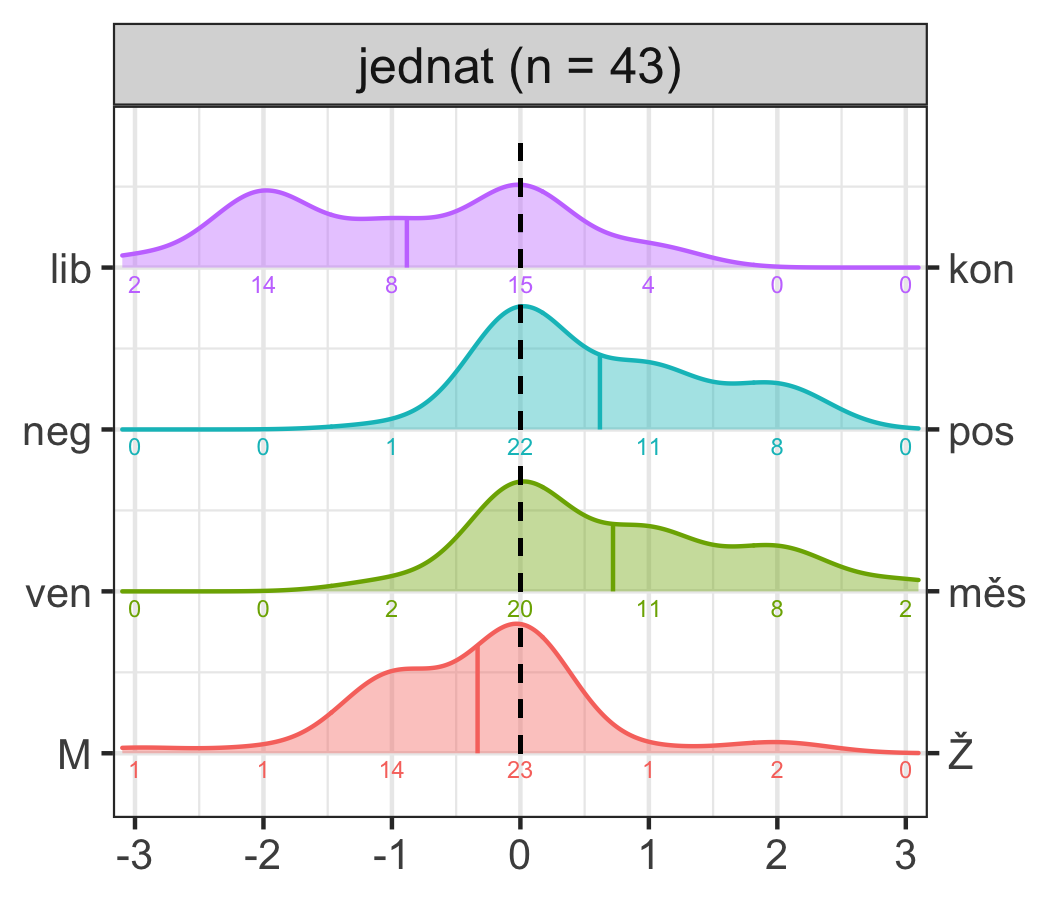 jednat (n = 43)
lib kon
2 14 8 15 4 0 0
neg pos
0 0 1 22 11 8 0
ven měs
0 0 2 20 11 8 2
M Ž
1 1 14 23 1 2 0
-3 -2 -1 0 1 2 3